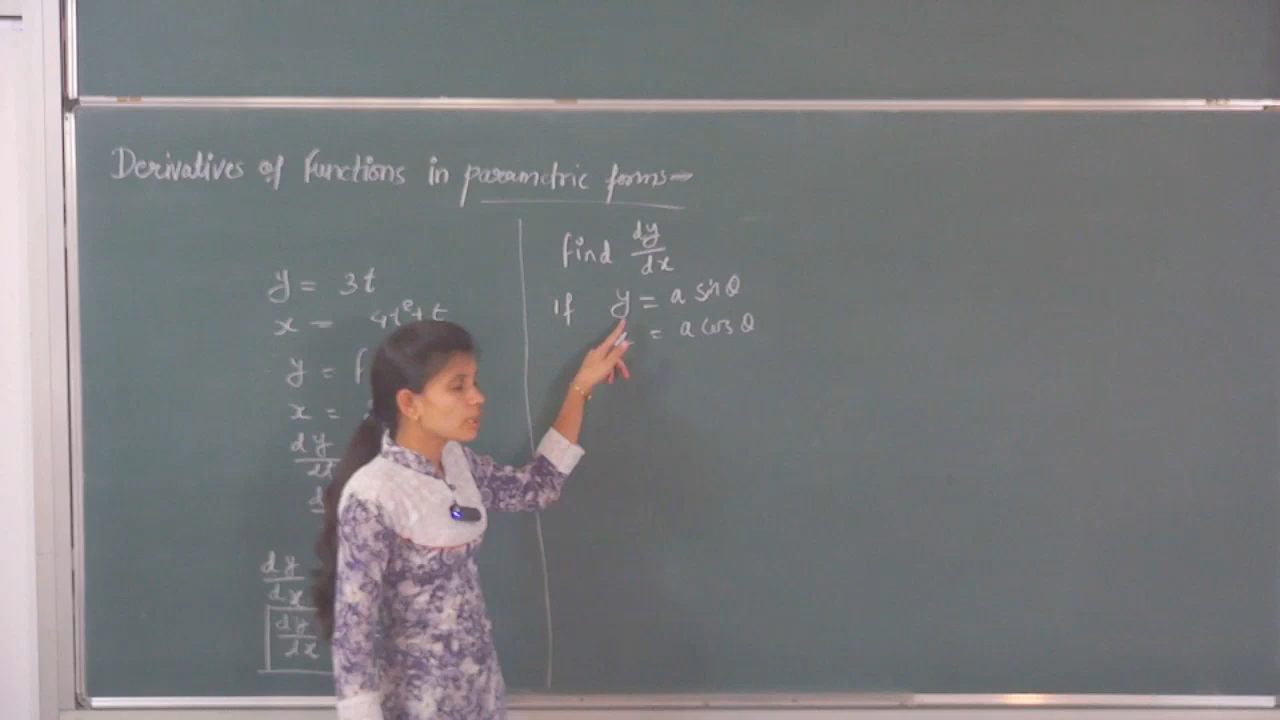 Derivatives of functions in parametric forms-
y = 3t
x = 4t²+t
y = f
x =
dy/dt
d
dy/dx
dy/dx
find dy/dx
If y = a sinθ
x = a cosθ